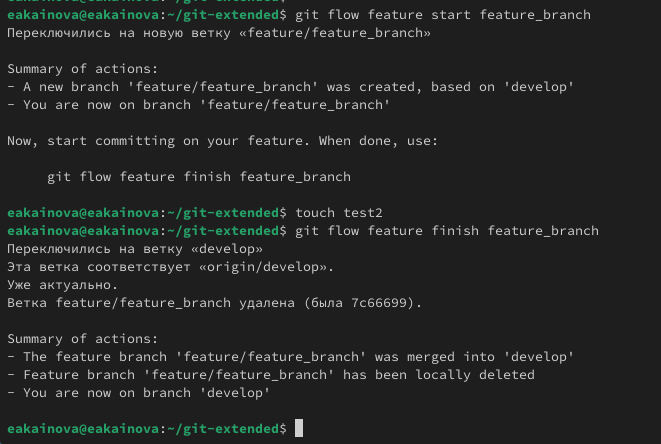 eakainova@eakainova:~/git-extended$ git flow feature start feature_branch
Переключились на новую ветку «feature/feature_branch»
Summary of actions:
- A new branch 'feature/feature_branch' was created, based on 'develop'
- You are now on branch 'feature/feature_branch'
Now, start committing on your feature. When done, use:
git flow feature finish feature_branch
eakainova@eakainova:~/git-extended$ touch test2
eakainova@eakainova:~/git-extended$ git flow feature finish feature_branch
Переключились на ветку «develop»
Эта ветка соответствует «origin/develop».
Уже актуально.
Ветка feature/feature_branch удалена (была 7c66699).
Summary of actions:
- The feature branch 'feature/feature_branch' was merged into 'develop'
- Feature branch 'feature/feature_branch' has been locally deleted
- You are now on branch 'develop'
eakainova@eakainova:~/git-extended$